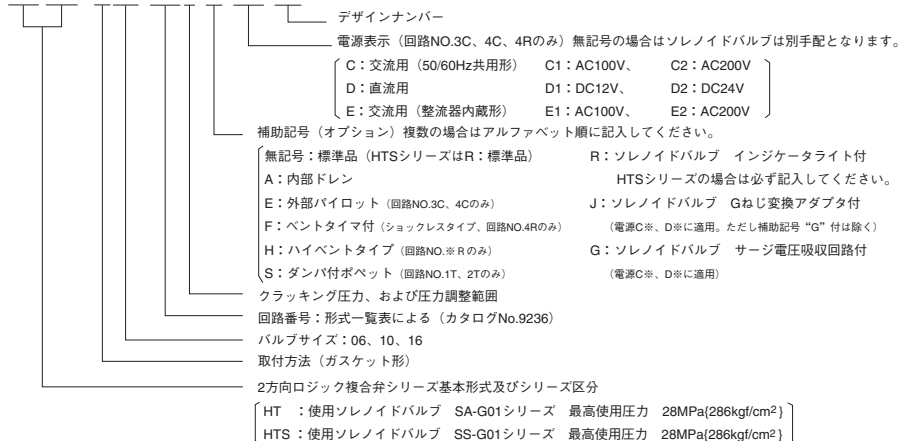 デザインナンバー
電源表示（回路NO.3C、4C、4Rのみ）無記号の場合はソレノイドバルブは別手配となります。
C：交流用（50/60Hz共用形） C1：AC100V、 C2：AC200V
D：直流用 D1：DC12V、 D2：DC24V
E：交流用（整流器内蔵形） E1：AC100V、 E2：AC200V
補助記号（オプション）複数の場合はアルファベット順に記入してください。
無記号：標準品（HTSシリーズはR：標準品） R：ソレノイドバルブ インジケータライト付
A：内部ドレン HTSシリーズの場合は必ず記入してください。
E：外部パイロット（回路NO.3C、4Cのみ） J：ソレノイドバルブ Gねじ変換アダプタ付
F：ベントタイマ付（ショックレスタイプ、回路NO.4Rのみ） （電源C※、D※に適用。ただし補助記号“G”付は除く）
H：ハイベントタイプ（回路NO.※Rのみ） G：ソレノイドバルブ サージ電圧吸収回路付
S：ダンパ付ポペット（回路NO.1T、2Tのみ） （電源C※、D※に適用）
クラッキング圧力、および圧力調整範囲
回路番号：形式一覧表による（カタログNo.9236）
バルブサイズ：06、10、16
取付方法（ガスケット形）
2方向ロジック複合弁シリーズ基本形式及びシリーズ区分
HT ：使用ソレノイドバルブ SA-G01シリーズ 最高使用圧力 28MPa{286kgf/cm2}
HTS：使用ソレノイドバルブ SS-G01シリーズ 最高使用圧力 28MPa{286kgf/cm2}